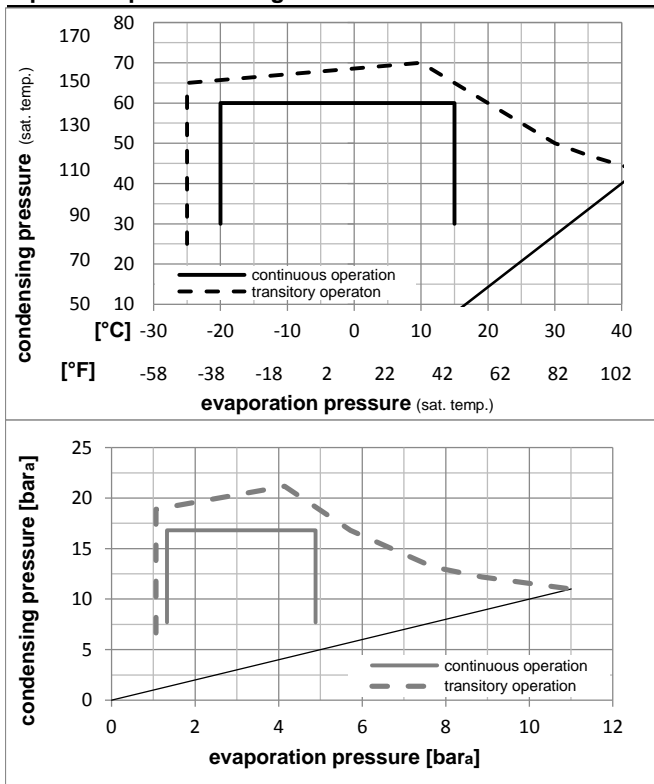 170 80
150 70
60
130
50
110
40
90
30
70 20
50 10
condensing pressure (sat. temp.)
continuous operation
transitory operaton
[°C] -30 -20 -10 0 10 20 30 40
[°F] -58 -38 -18 2 22 42 62 82 102
evaporation pressure (sat. temp.)
condensing pressure [bara]
25
20
15
10
5
0
continuous operation
transitory operation
0 2 4 6 8 10 12
evaporation pressure [bara]